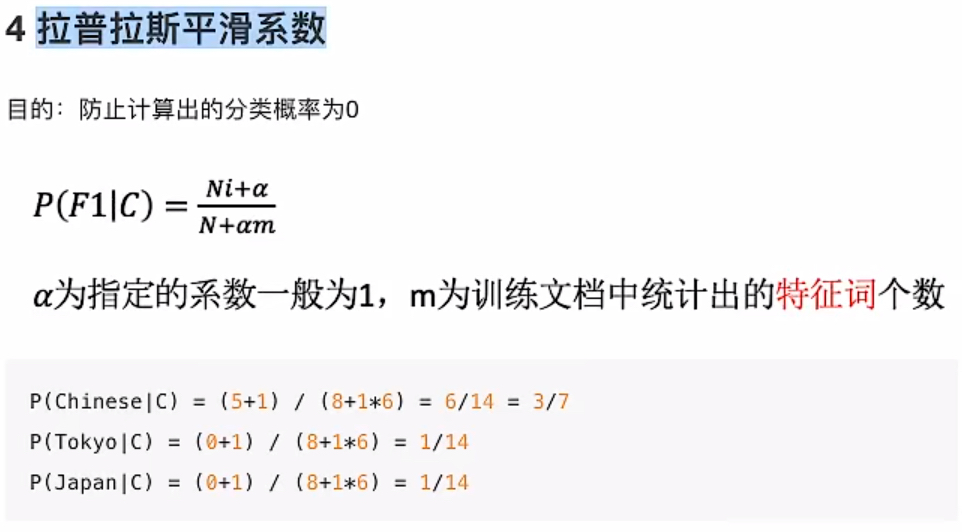 4 拉普拉斯平滑系数
目的：防止计算出的分类概率为0
P(F1|C) = \frac{Ni+α}{N+αm}
α为指定的系数一般为1，m为训练文档中统计出的特征词个数
P(Chinese|C) = (5+1) / (8+1*6) = 6/14 = 3/7
P(Tokyo|C) = (0+1) / (8+1*6) = 1/14
P(Japan|C) = (0+1) / (8+1*6) = 1/14